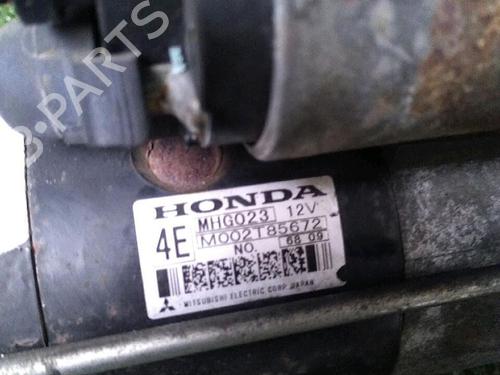 B-PARTS
HONDA
MHG023 12V
4E M002T85672
NO. 68 09
MITSUBISHI ELECTRIC CORP. JAPAN